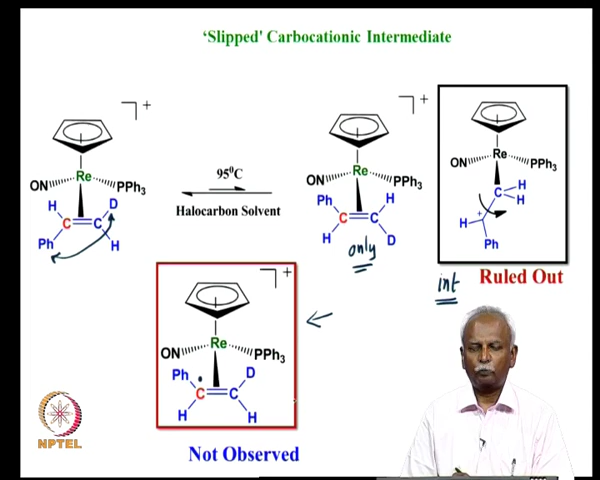 'Slipped' Carbocationic Intermediate
+
Re
ON
PPh3
H
D
C
C
Ph
H
95⁰C
Halocarbon Solvent
+
Re
ON
PPh3
Ph
H
C
C
H
D
only
Re
ON
PPh3
C
H
H
+
H
Ph
int
Ruled Out
+
Re
ON
PPh3
Ph
D
C
C
H
H
Not Observed
NPTEL